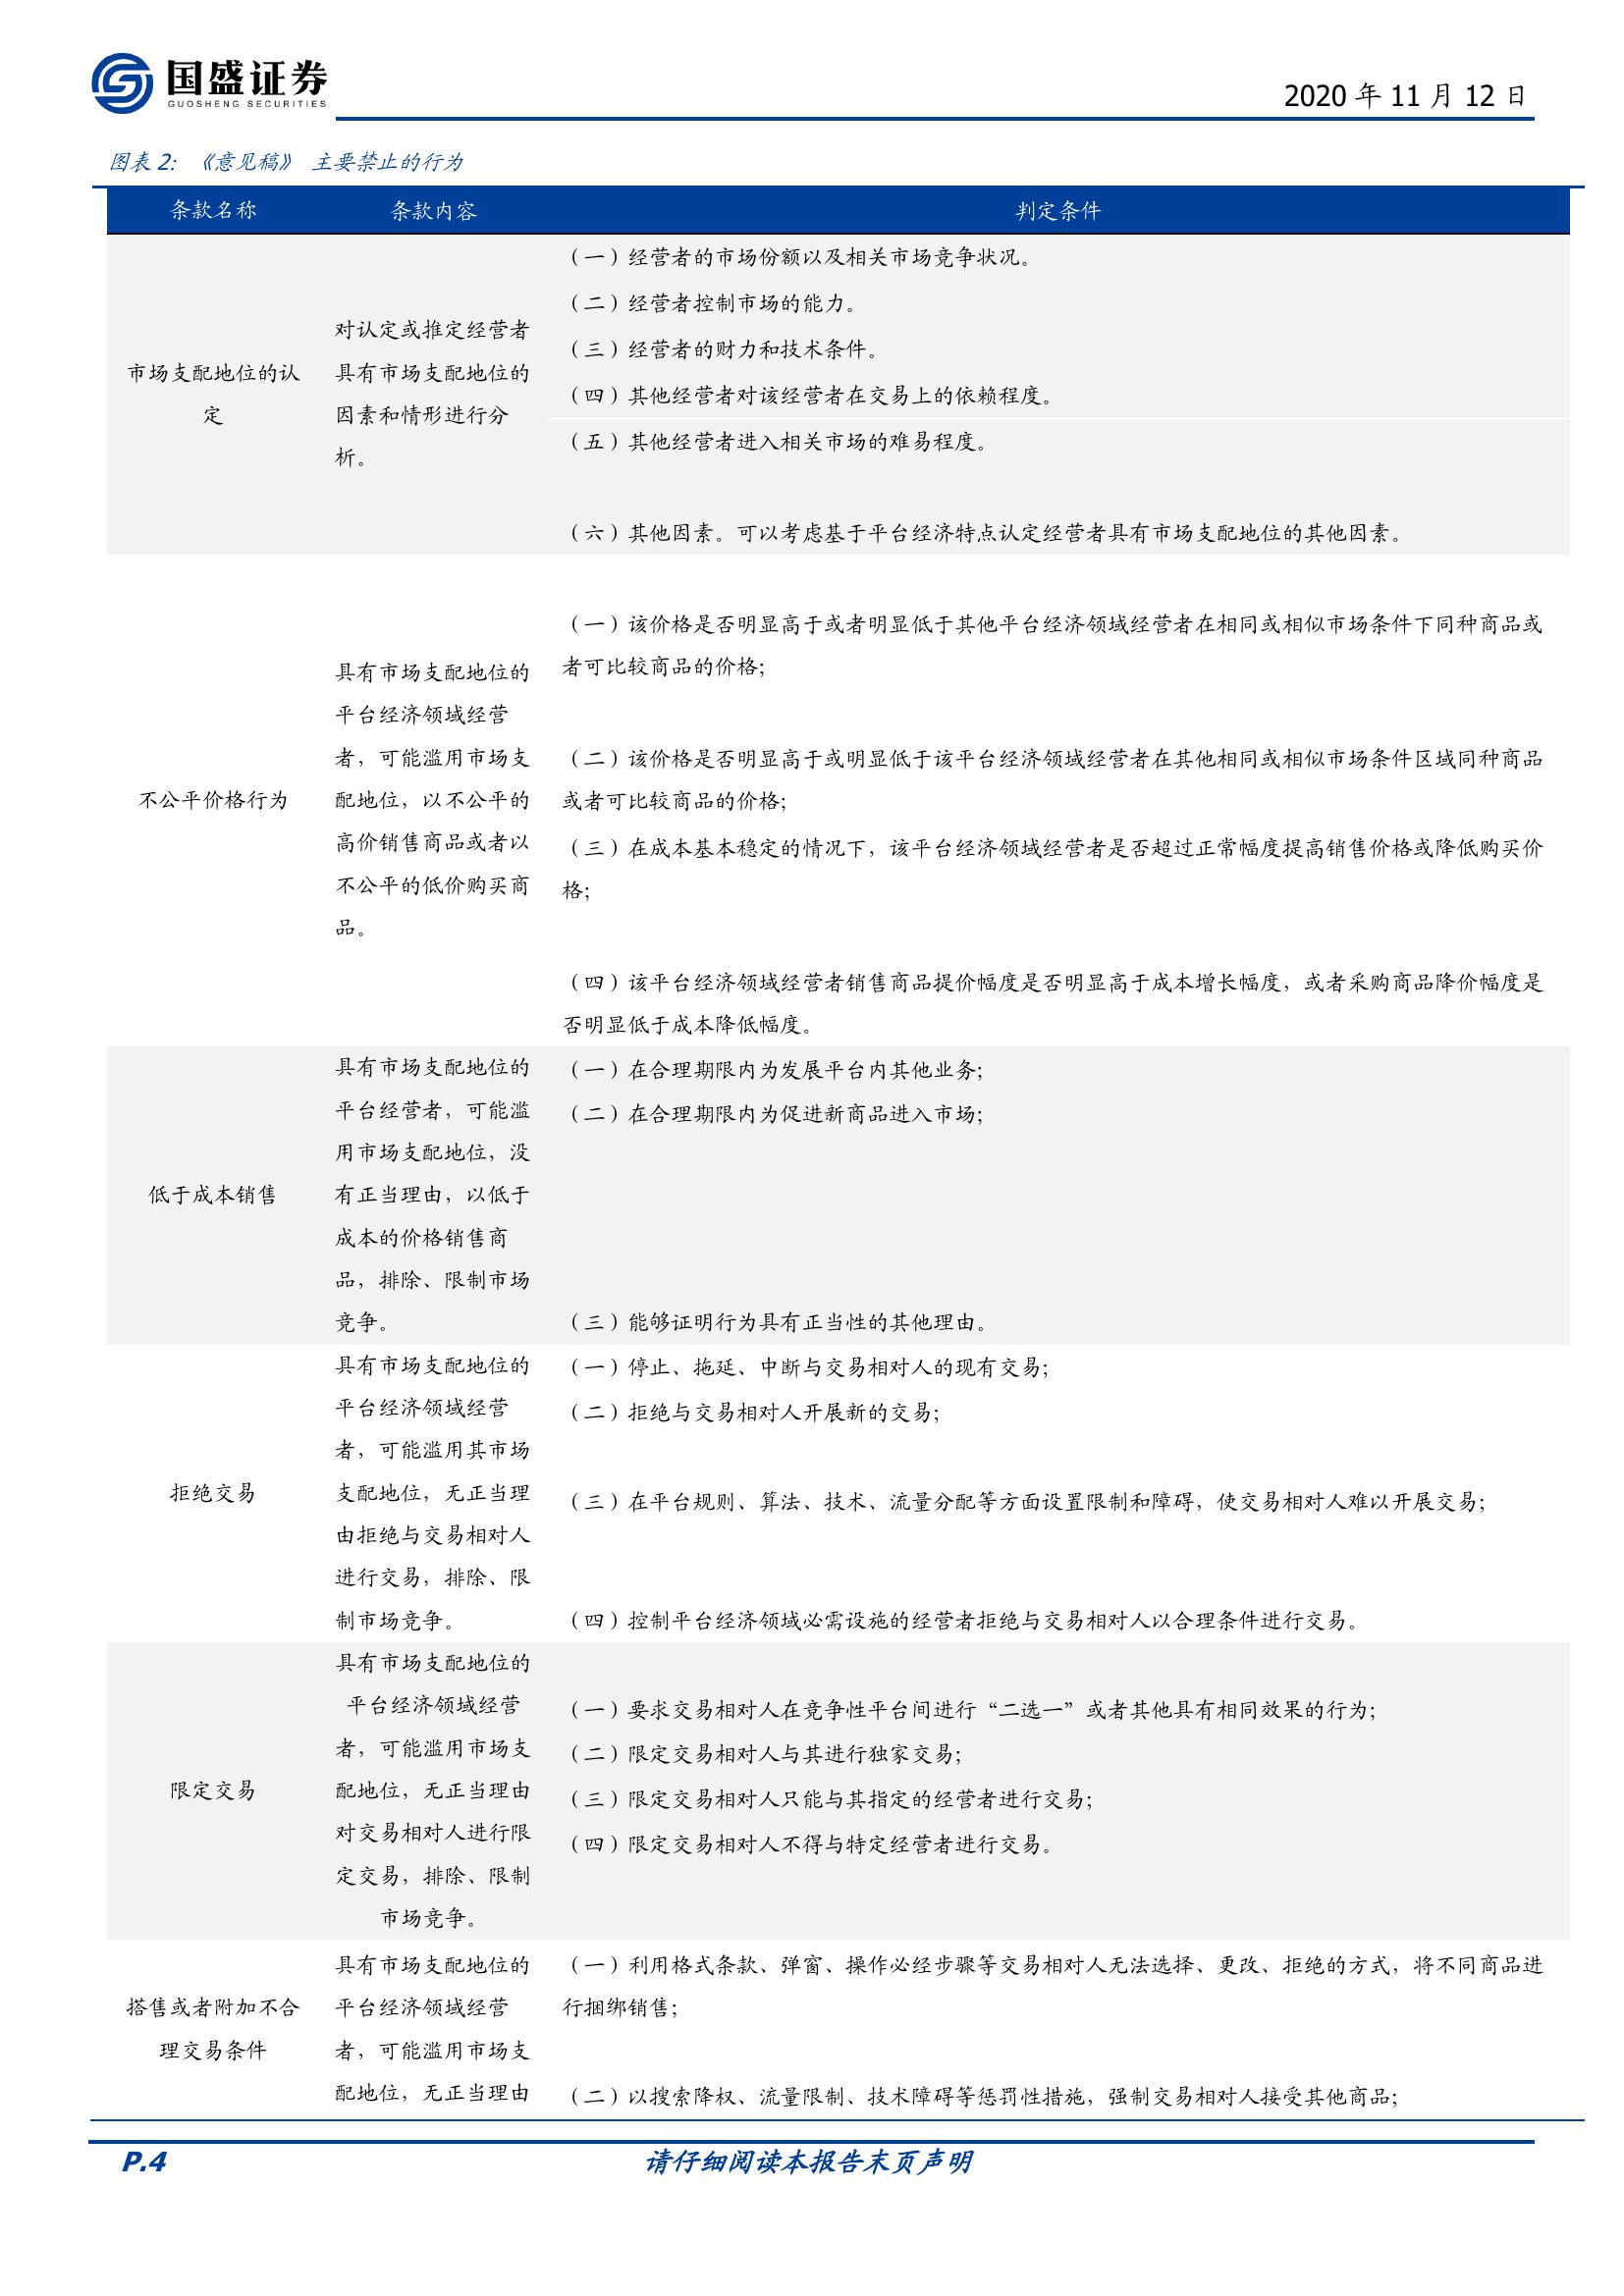 国盛证券
GUOSHENG SECURITIES
2020 年 11 月 12 日
图表 2：《意见稿》 主要禁止的行为
条款名称
条款内容
判定条件
市场支配地位的认
定
对认定或推定经营者
具有市场支配地位的
因素和情形进行分
析。
（一）经营者的市场份额以及相关市场竞争状况。
（二）经营者控制市场的能力。
（三）经营者的财力和技术条件。
（四）其他经营者对该经营者在交易上的依赖程度。
（五）其他经营者进入相关市场的难易程度。
（六）其他因素。可以考虑基于平台经济特点认定经营者具有市场支配地位的其他因素。
不公平价格行为
具有市场支配地位的
平台经济领域经营
者，可能滥用市场支
配地位，以不公平的
高价销售商品或者以
不公平的低价购买商
品。
（一）该价格是否明显高于或者明显低于其他平台经济领域经营者在相同或相似市场条件下同种商品或
者可比较商品的价格；
（二）该价格是否明显高于或明显低于该平台经济领域经营者在其他相同或相似市场条件区域同种商品
或者可比较商品的价格；
（三）在成本基本稳定的情况下，该平台经济领域经营者是否超过正常幅度提高销售价格或降低购买价
格；
（四）该平台经济领域经营者销售商品提价幅度是否明显高于成本增长幅度，或者采购商品降价幅度是
否明显低于成本降低幅度。
低于成本销售
具有市场支配地位的
平台经营者，可能滥
用市场支配地位，没
有正当理由，以低于
成本的价格销售商
品，排除、限制市场
竞争。
（一）在合理期限内为发展平台内其他业务；
（二）在合理期限内为促进新商品进入市场；
（三）能够证明行为具有正当性的其他理由。
拒绝交易
具有市场支配地位的
平台经济领域经营
者，可能滥用其市场
支配地位，无正当理
由拒绝与交易相对人
进行交易，排除、限
制市场竞争。
（一）停止、拖延、中断与交易相对人的现有交易；
（二）拒绝与交易相对人开展新的交易；
（三）在平台规则、算法、技术、流量分配等方面设置限制和障碍，使交易相对人难以开展交易；
（四）控制平台经济领域必需设施的经营者拒绝与交易相对人以合理条件进行交易。
限定交易
具有市场支配地位的
平台经济领域经营
者，可能滥用市场支
配地位，无正当理由
对交易相对人进行限
定交易，排除、限制
市场竞争。
（一）要求交易相对人在竞争性平台间进行“二选一”或者其他具有相同效果的行为；
（二）限定交易相对人与其进行独家交易；
（三）限定交易相对人只能与其指定的经营者进行交易；
（四）限定交易相对人不得与特定经营者进行交易。
搭售或者附加不合
理交易条件
具有市场支配地位的
平台经济领域经营
者，可能滥用市场支
配地位，无正当理由
（一）利用格式条款、弹窗、操作必经步骤等交易相对人无法选择、更改、拒绝的方式，将不同商品进
行捆绑销售；
（二）以搜索降权、流量限制、技术障碍等惩罚性措施，强制交易相对人接受其他商品；
P.4
请仔细阅读本报告末页声明